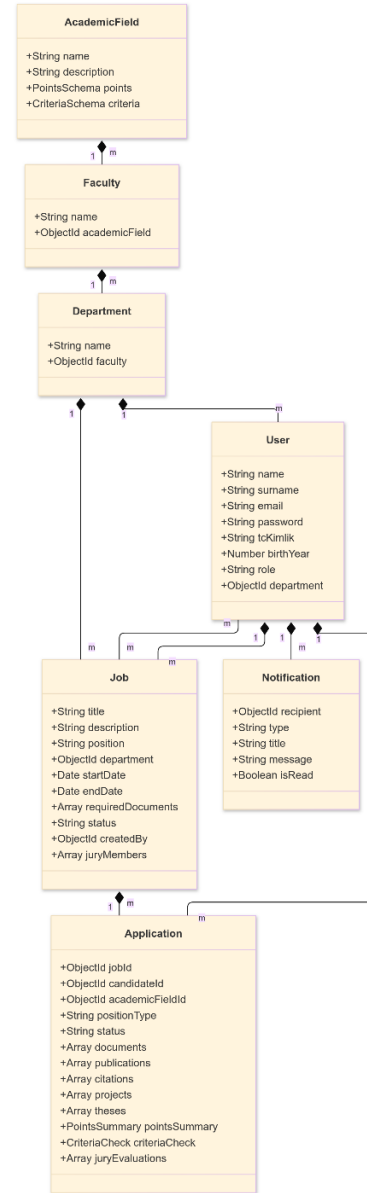 AcademicField
+String name
+String description
+PointsSchema points
+CriteriaSchema criteria
1 m
Faculty
+String name
+ObjectId academicField
1 m
Department
+String name
+ObjectId faculty
1 1 m
User
+String name
+String surname
+String email
+String password
+String tcKimlik
+Number birthYear
+String role
+ObjectId department
m 1 1 1
m m m
Job
+String title
+String description
+String position
+ObjectId department
+Date startDate
+Date endDate
+Array requiredDocuments
+String status
+ObjectId createdBy
+Array juryMembers
Notification
+ObjectId recipient
+String type
+String title
+String message
+Boolean isRead
1 m m
Application
+ObjectId jobId
+ObjectId candidateId
+ObjectId academicFieldId
+String positionType
+String status
+Array documents
+Array publications
+Array citations
+Array projects
+Array theses
+PointsSummary pointsSummary
+CriteriaCheck criteriaCheck
+Array juryEvaluations